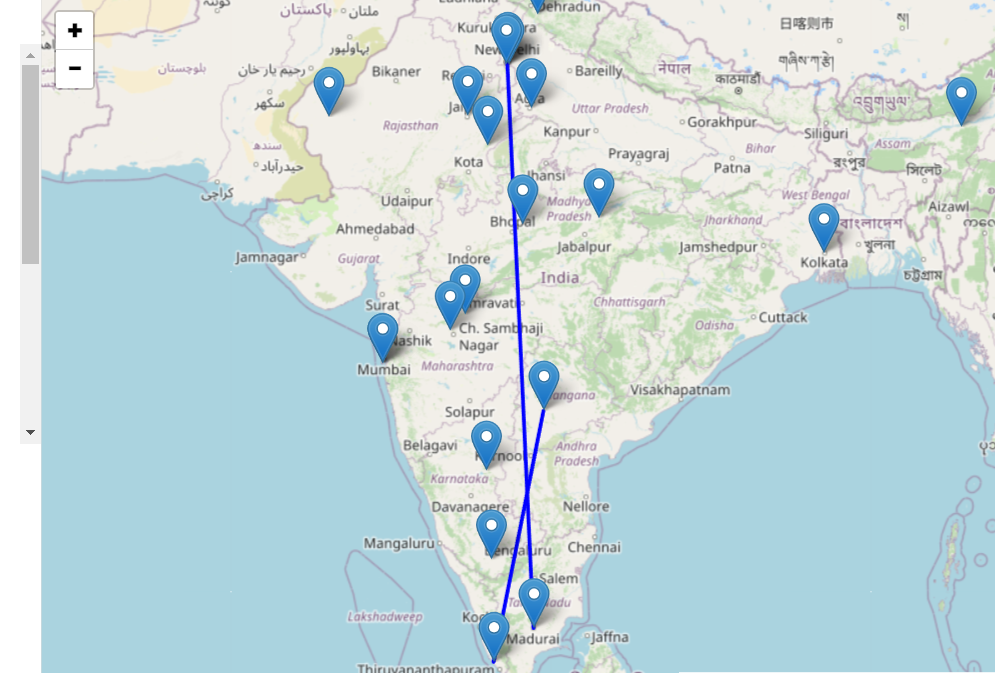 +
−
پاکستان
ملتان
Dehradun
Kuruk
बहاولپور
New Delhi
رحیم یار خان
Bikaner
Bareilly
नेपाल
བོད
日喀则市
གཞིས་ཀ་རྩེ
काठमाडौं
འབྲུག་ཡུལ
بلوچستان
سکھر
Uttar Pradesh
Gorakhpur
Siliguri
Assam
Rajasthan
Kanpur
سندھ
حیدرآباد
Kota
Jhansi
Prayagraj
Bihar
Patna
রংপুর
সিলেট
کراچی
Udaipur
Madhya
Pradesh
West Bengal
Aizawl
Bhopal
Jharkhand
বাংলাদেশ
Ahmedabad
Jabalpur
Jamshedpur
খুলনা
Jamnagar
Gujarat
Indore
Kolkata
চট্টগ্রাম
India
Surat
Amravati
Chhattisgarh
Nashik
Ch. Sambhaji
Nagar
Odisha
Cuttack
Mumbai
Maharashtra
Visakhapatnam
Solapur
Belagavi
Kurnool
Andhra
Pradesh
Karnataka
Davanagere
Nellore
Mangaluru
Bengaluru
Chennai
Salem
Lakshadweep
Tamil Nadu
Madurai
Jaffna
Thiruvananthapuram